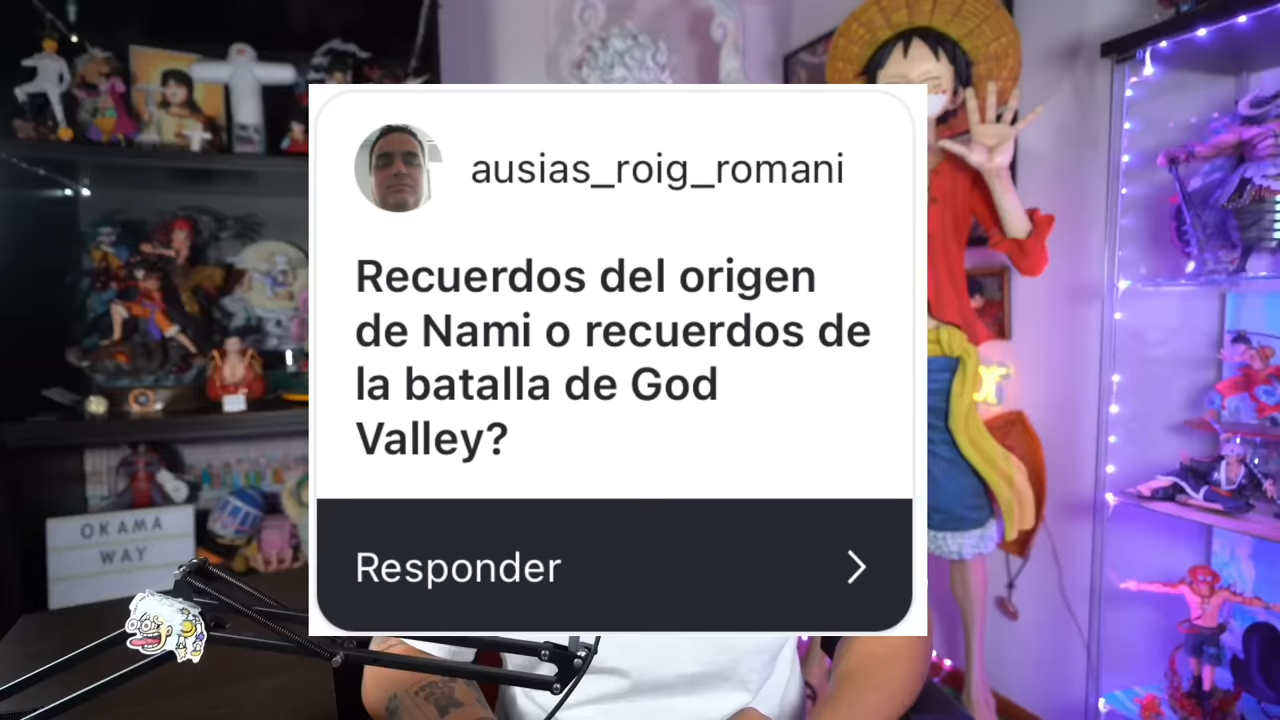 ausias_roig_romani
Recuerdos del origen
de Nami o recuerdos de
la batalla de God
Valley?
Responder
OKAMA
WAY